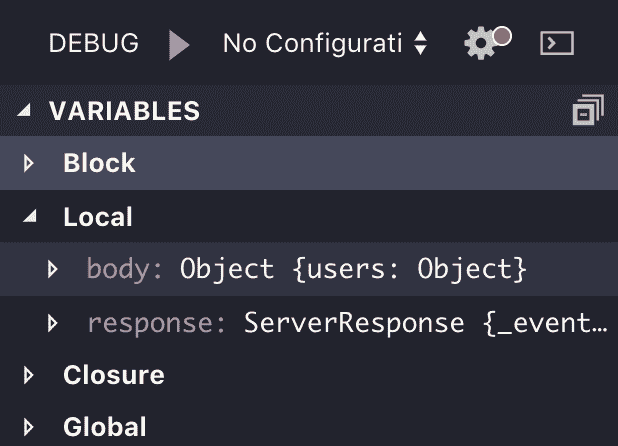 DEBUG No Configurati
VARIABLES
Block
Local
body: Object {users: Object}
response: ServerResponse {_event…
Closure
Global